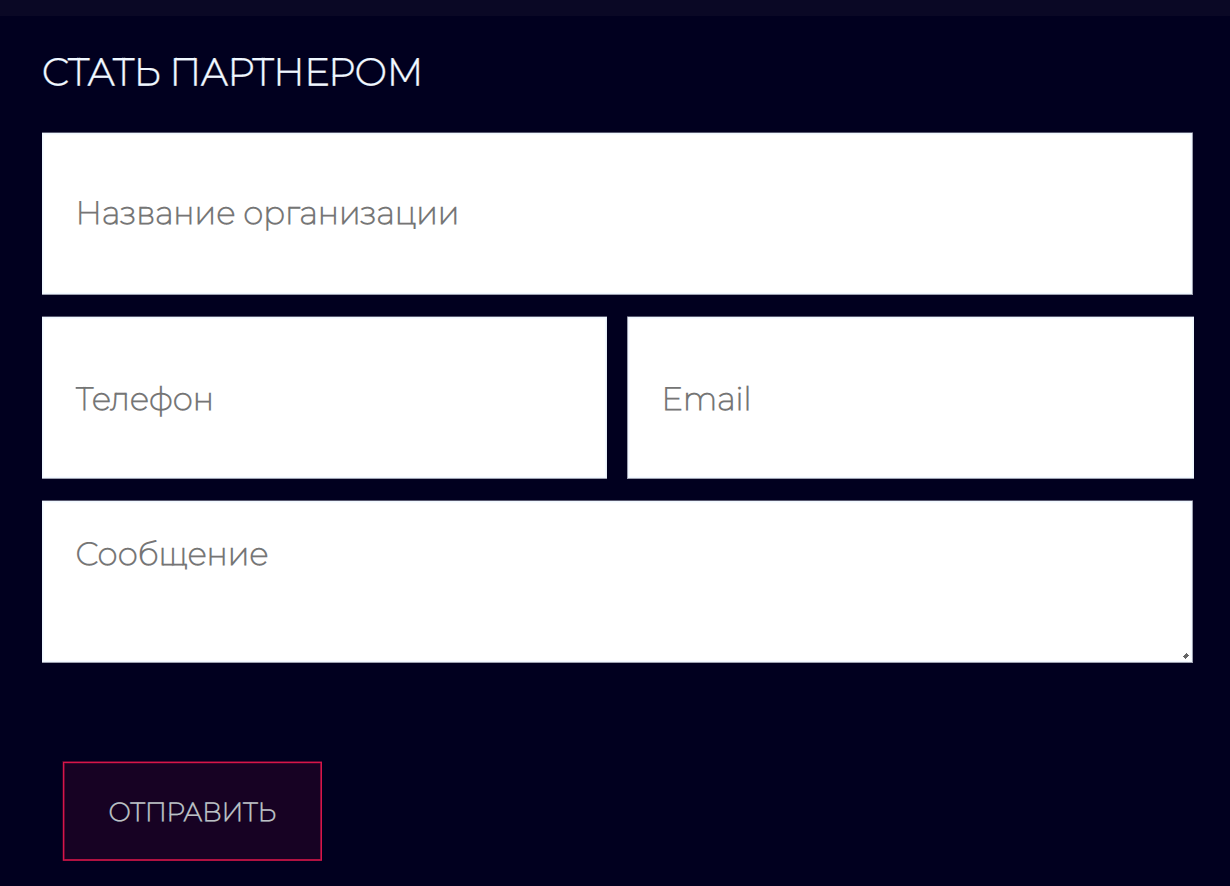 СТАТЬ ПАРТНЕРОМ
Название организации
Телефон
Email
Сообщение
ОТПРАВИТЬ